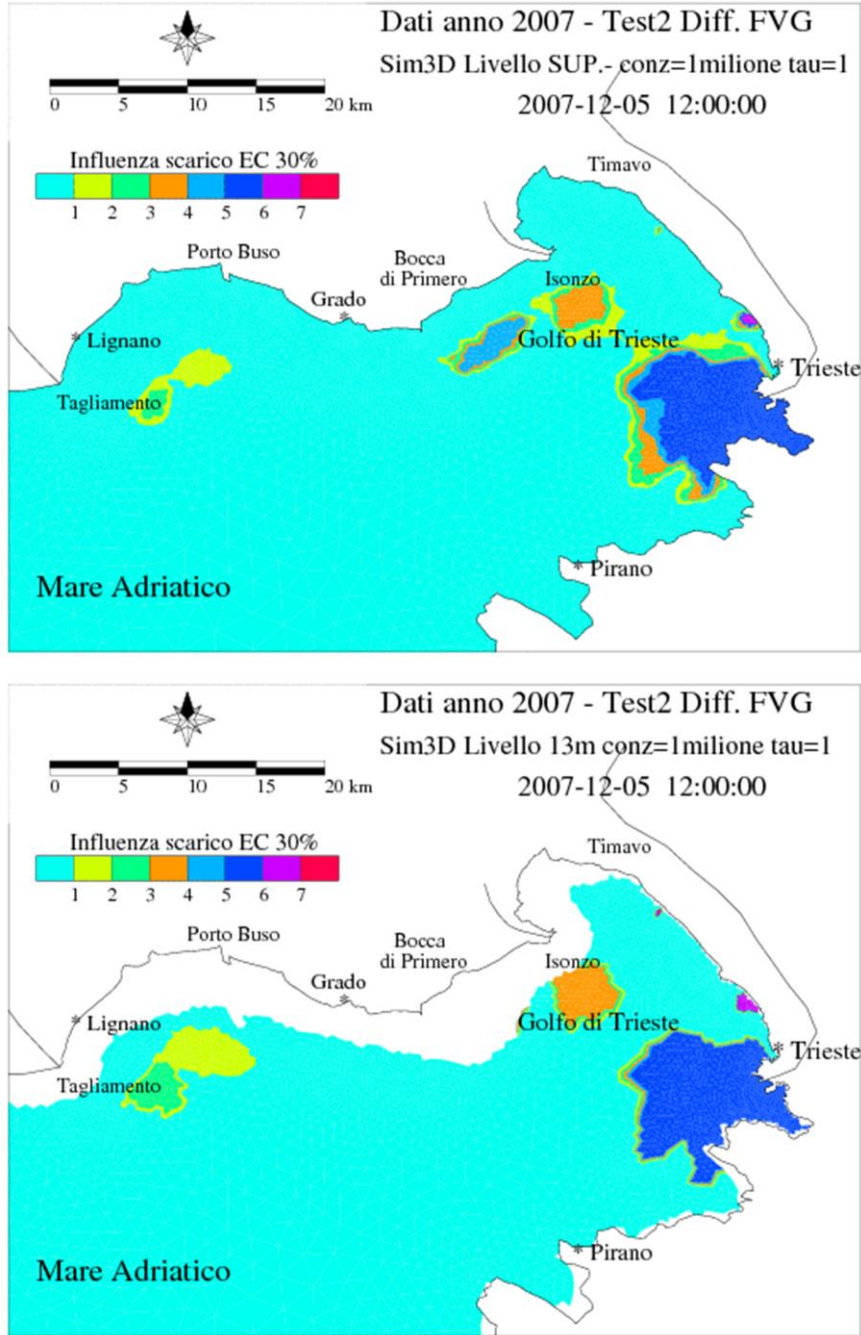 Dati anno 2007 - Test2 Diff. FVG
Sim3D Livello SUP.- conz=1milione tau=1
2007-12-05 12:00:00
0 5 10 15 20 km
Influenza scarico EC 30%
1 2 3 4 5 6 7
Timavo
Porto Buso
Bocca
di Primero
Isonzo
Grado
* Lignano
Golfo di Trieste
* Trieste
Tagliamento
* Pirano
Mare Adriatico
Dati anno 2007 - Test2 Diff. FVG
Sim3D Livello 13m conz=1milione tau=1
2007-12-05 12:00:00
0 5 10 15 20 km
Influenza scarico EC 30%
1 2 3 4 5 6 7
Timavo
Porto Buso
Bocca
di Primero
Isonzo
Grado
* Lignano
Golfo di Trieste
* Trieste
Tagliamento
* Pirano
Mare Adriatico